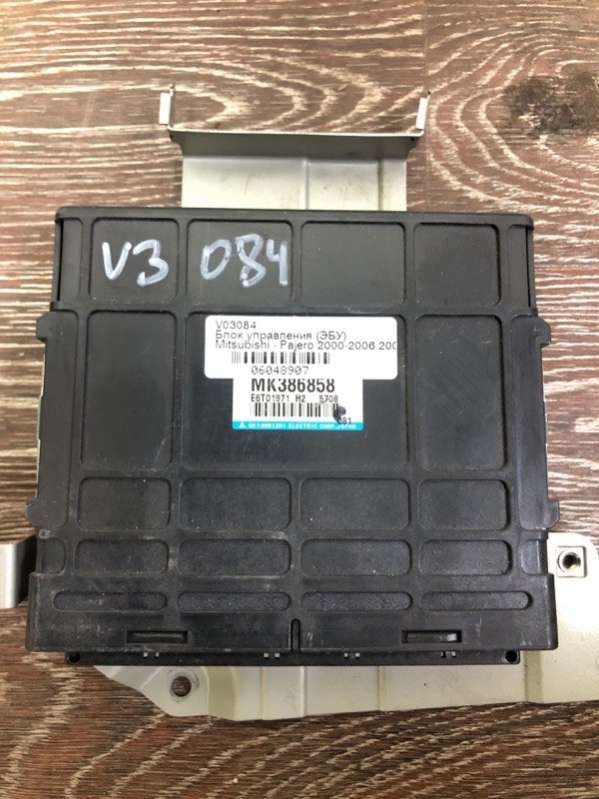 V3 084
V03084
Блок управления (ЭБУ)
Mitsubishi - Pajero 2000-2006 200
06048907
MK386858
E6T01871 H2 5708
MITSUBISHI ELECTRIC CORP. JAPAN